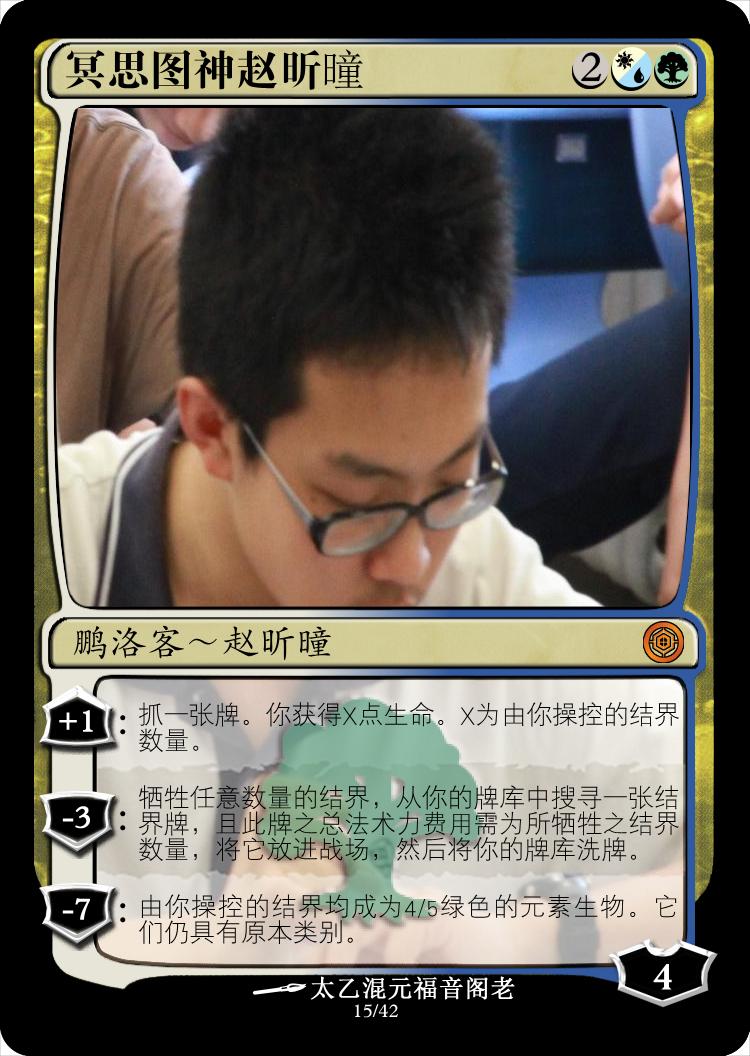 冥思图神赵昕曈 2
鹏洛客～赵昕曈
+1: 抓一张牌。你获得X点生命。X为由你操控的结界
数量。
-3: 牺牲任意数量的结界，从你的牌库中搜寻一张结
界牌，且此牌之总法术力费用需为所牺牲之结界
数量，将它放进战场，然后将你的牌库洗牌。
-7: 由你操控的结界均成为4/5绿色的元素生物。它
们仍具有原本类别。
4
太乙混元福音阁老
15/42